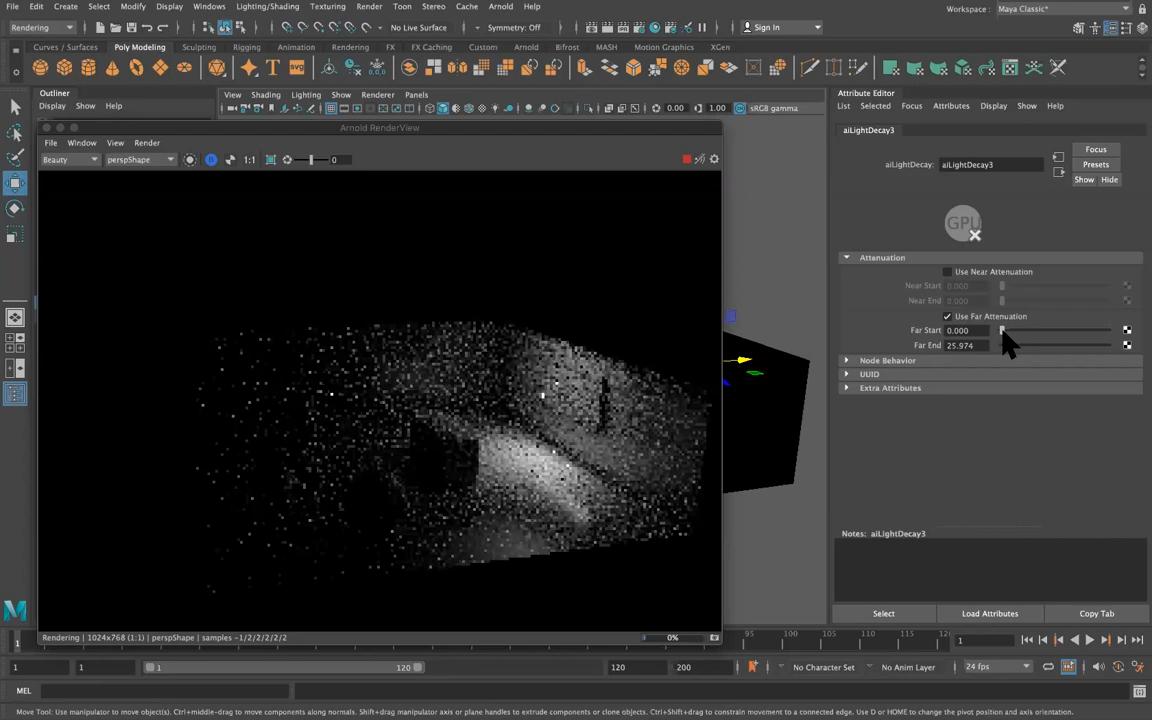 File Edit Create Select Modify Display Windows Lighting/Shading Texturing Render Toon Stereo Cache Arnold Help
Workspace : Maya Classic*
Rendering No Live Surface Symmetry: Off Sign In
Curves / Surfaces Poly Modeling Sculpting Rigging Animation Rendering FX FX Caching Custom Arnold Bifrost MASH Motion Graphics XGen
SVG
Outliner
Display Show Help
View Shading Lighting Show Renderer Panels
0.00 1.00 sRGB gamma
Arnold RenderView
File Window View Render
Beauty perspShape 1:1 0
Rendering | 1024x768 (1:1) | perspShape | samples -1/2/2/2/2/2
0%
Attribute Editor
List Selected Focus Attributes Display Show Help
aiLightDecay3
aiLightDecay: aiLightDecay3
Focus
Presets
Show Hide
GPU
Attenuation
Use Near Attenuation
Near Start 0.000
Near End 0.000
Use Far Attenuation
Far Start 0.000
Far End 25.974
Node Behavior
UUID
Extra Attributes
Notes: aiLightDecay3
Select Load Attributes Copy Tab
1 95 100 105 110 115 120 1
1 1 1 120 120 200 No Character Set No Anim Layer 24 fps
MEL
Move Tool: Use manipulator to move object(s). Ctrl+middle-drag to move components along normals. Shift+drag manipulator axis or plane handles to extrude components or clone objects. Ctrl+Shift+drag to constrain movement to a connected edge. Use D or HOME to change the pivot position and axis orientation.